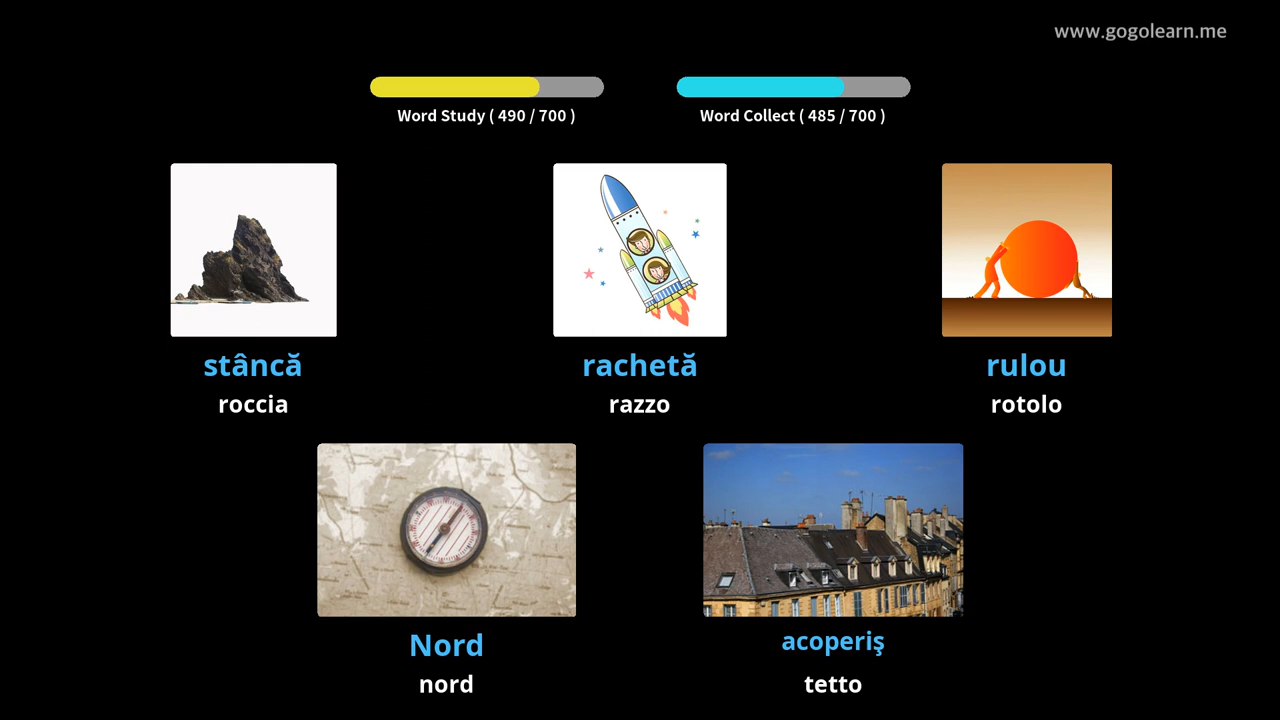 www.gogolearn.me
Word Study ( 490 / 700 )
Word Collect ( 485 / 700 )
stâncă
roccia
rachetă
razzo
rulou
rotolo
Nord
nord
acoperiş
tetto